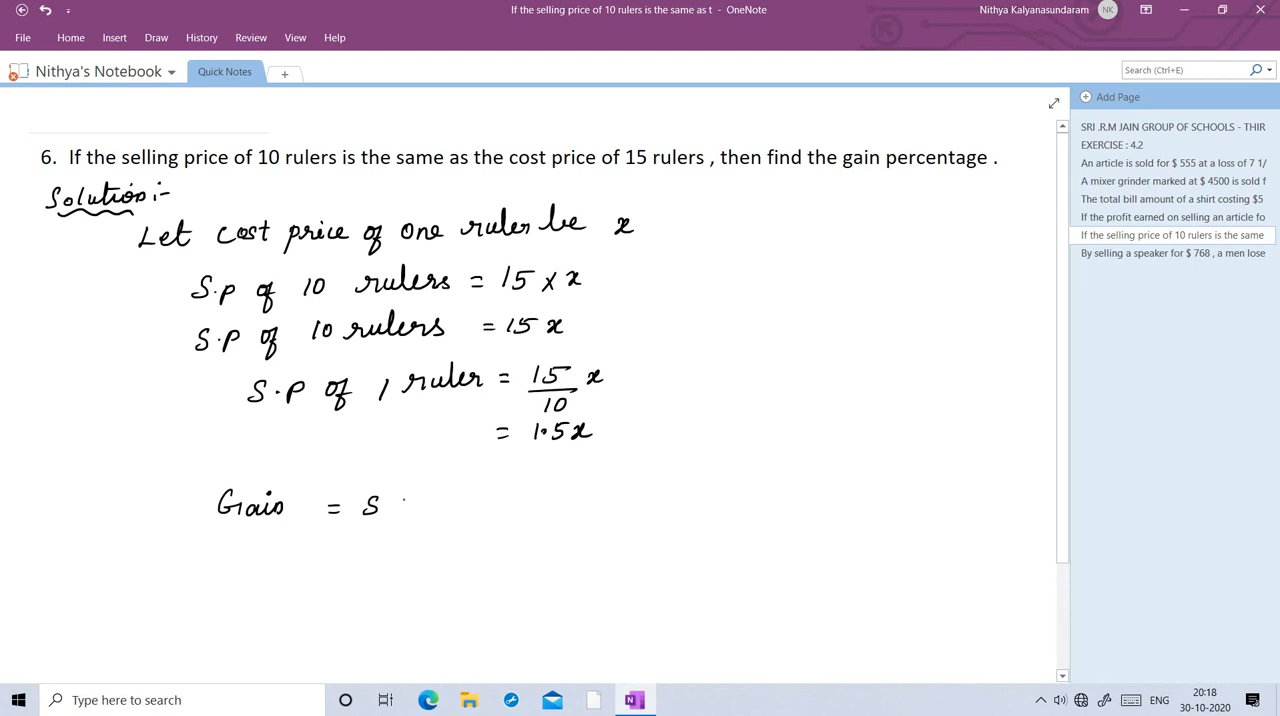 If the selling price of 10 rulers is the same as t - OneNote
Nithya Kalyanasundaram NK
File Home Insert Draw History Review View Help
Nithya's Notebook Quick Notes + Search (Ctrl+E)
Add Page
SRI .R.M JAIN GROUP OF SCHOOLS - THIR
EXERCISE : 4.2
An article is sold for $ 555 at a loss of 7 1/
A mixer grinder marked at $ 4500 is sold f
The total bill amount of a shirt costing $5
If the profit earned on selling an article fo
If the selling price of 10 rulers is the same
By selling a speaker for $ 768 , a men lose
6. If the selling price of 10 rulers is the same as the cost price of 15 rulers , then find the gain percentage .
Solution :-
Let cost price of one ruler be x
S.P of 10 rulers = 15 × x
S.P of 10 rulers = 15 x
S.P of 1 ruler = 15/10 x
= 1.5x
Gain = S
Type here to search
ENG
20:18
30-10-2020